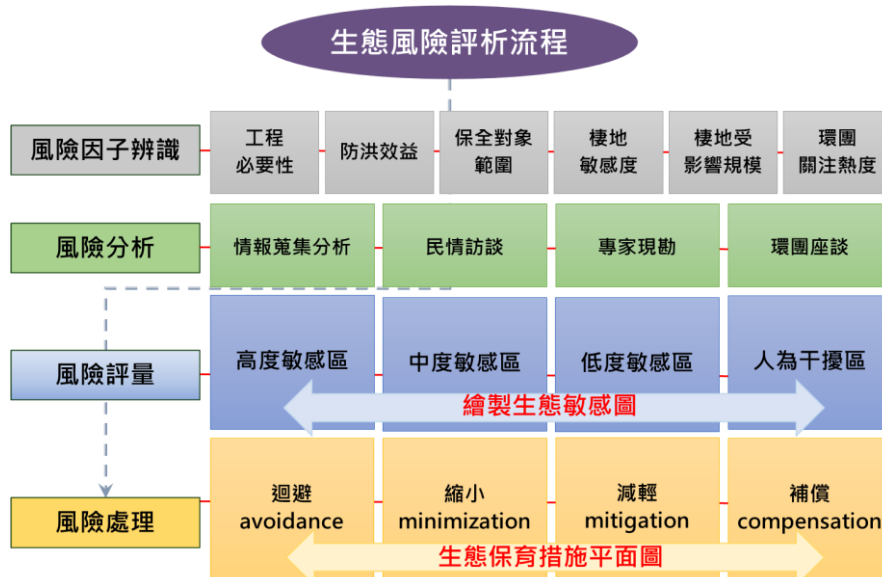 生態風險評析流程
風險因子辨識
工程
必要性
防洪效益
保全對象
範圍
棲地
敏感度
棲地受
影響規模
環團
關注熱度
風險分析
情報蒐集分析
民情訪談
專家現勘
環團座談
風險評量
高度敏感區
中度敏感區
低度敏感區
人為干擾區
繪製生態敏感圖
風險處理
迴避
avoidance
縮小
minimization
減輕
mitigation
補償
compensation
生態保育措施平面圖